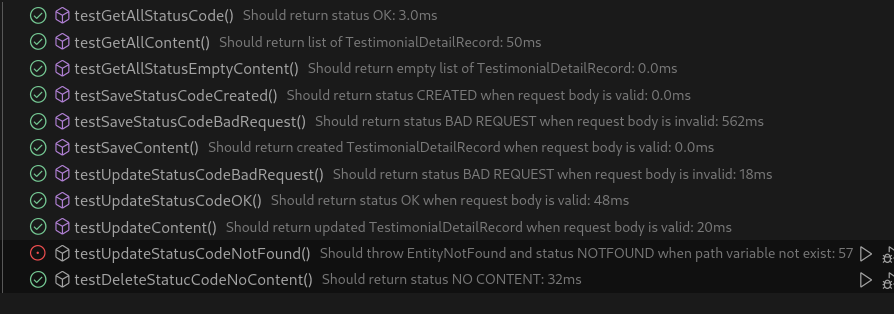 testGetAllStatusCode() Should return status OK: 3.0ms
testGetAllContent() Should return list of TestimonialDetailRecord: 50ms
testGetAllStatusEmptyContent() Should return empty list of TestimonialDetailRecord: 0.0ms
testSaveStatusCodeCreated() Should return status CREATED when request body is valid: 0.0ms
testSaveStatusCodeBadRequest() Should return status BAD REQUEST when request body is invalid: 562ms
testSaveContent() Should return created TestimonialDetailRecord when request body is valid: 0.0ms
testUpdateStatusCodeBadRequest() Should return status BAD REQUEST when request body is invalid: 18ms
testUpdateStatusCodeOK() Should return status OK when request body is valid: 48ms
testUpdateContent() Should return updated TestimonialDetailRecord when request body is valid: 20ms
testUpdateStatusCodeNotFound() Should throw EntityNotFound and status NOTFOUND when path variable not exist: 57
testDeleteStatucCodeNoContent() Should return status NO CONTENT: 32ms